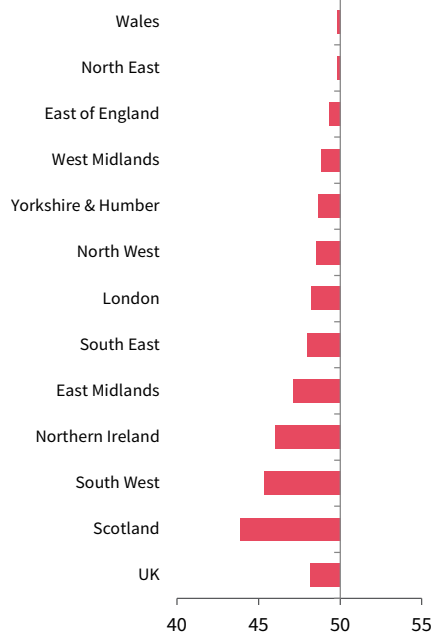 Wales
North East
East of England
West Midlands
Yorkshire & Humber
North West
London
South East
East Midlands
Northern Ireland
South West
Scotland
UK
40 45 50 55